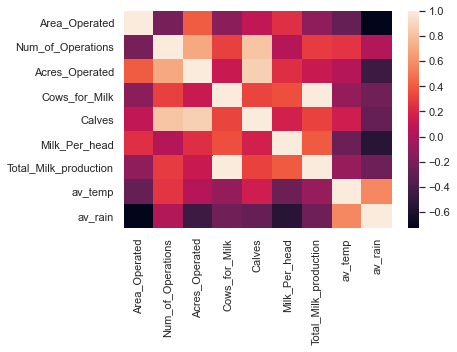 Area_Operated
Num_of_Operations
Acres_Operated
Cows_for_Milk
Calves
Milk_Per_head
Total_Milk_production
av_temp
av_rain
Area_Operated
Num_of_Operations
Acres_Operated
Cows_for_Milk
Calves
Milk_Per_head
Total_Milk_production
av_temp
av_rain
1.0
0.8
0.6
0.4
0.2
0.0
−0.2
−0.4
−0.6